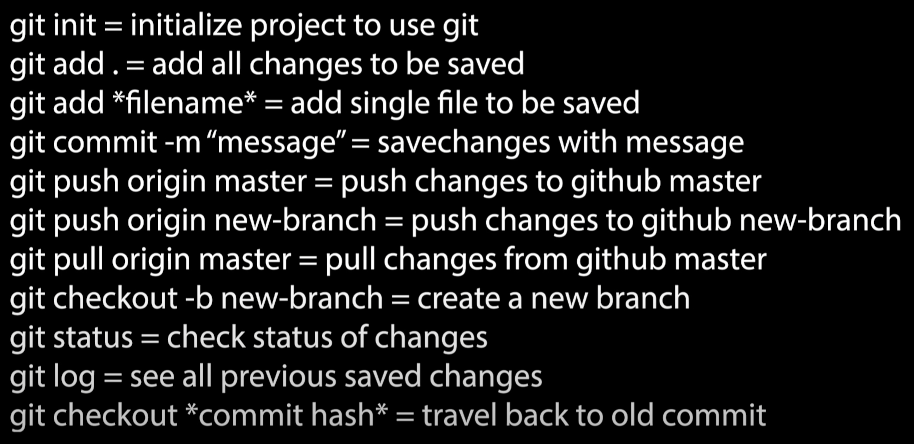 git init = initialize project to use git
git add . = add all changes to be saved
git add *filename* = add single file to be saved
git commit -m “message” = savechanges with message
git push origin master = push changes to github master
git push origin new-branch = push changes to github new-branch
git pull origin master = pull changes from github master
git checkout -b new-branch = create a new branch
git status = check status of changes
git log = see all previous saved changes
git checkout *commit hash* = travel back to old commit